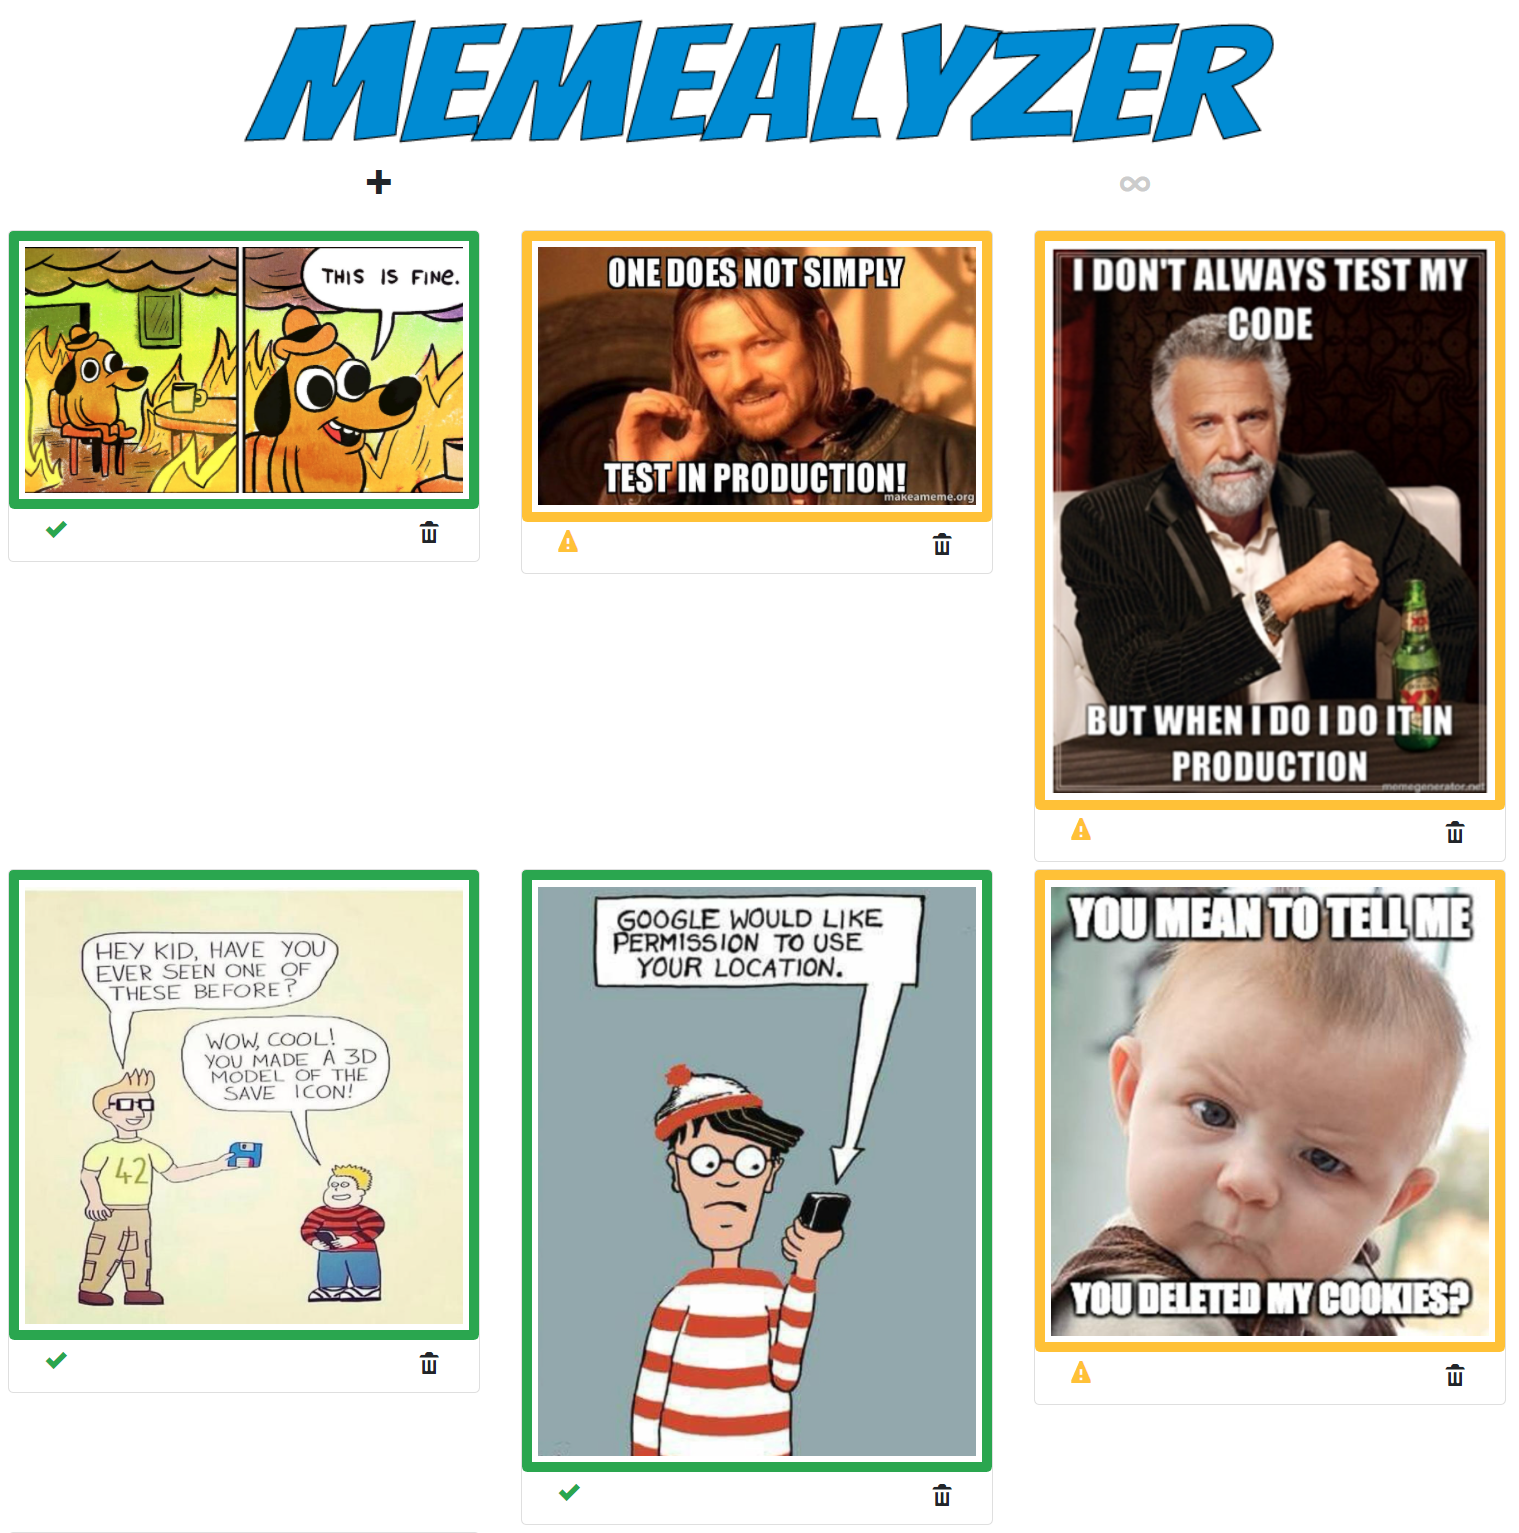 MEMEALYZER
THIS IS FINE.
ONE DOES NOT SIMPLY
TEST IN PRODUCTION!
makeameme.org
I DON'T ALWAYS TEST MY
CODE
BUT WHEN I DO I DO IT IN
PRODUCTION
memegenerator.net
HEY KID, HAVE YOU
EVER SEEN ONE OF
THESE BEFORE?
WOW, COOL!
YOU MADE A 3D
MODEL OF THE
SAVE ICON!
42
GOOGLE WOULD LIKE
PERMISSION TO USE
YOUR LOCATION.
YOU MEAN TO TELL ME
YOU DELETED MY COOKIES?